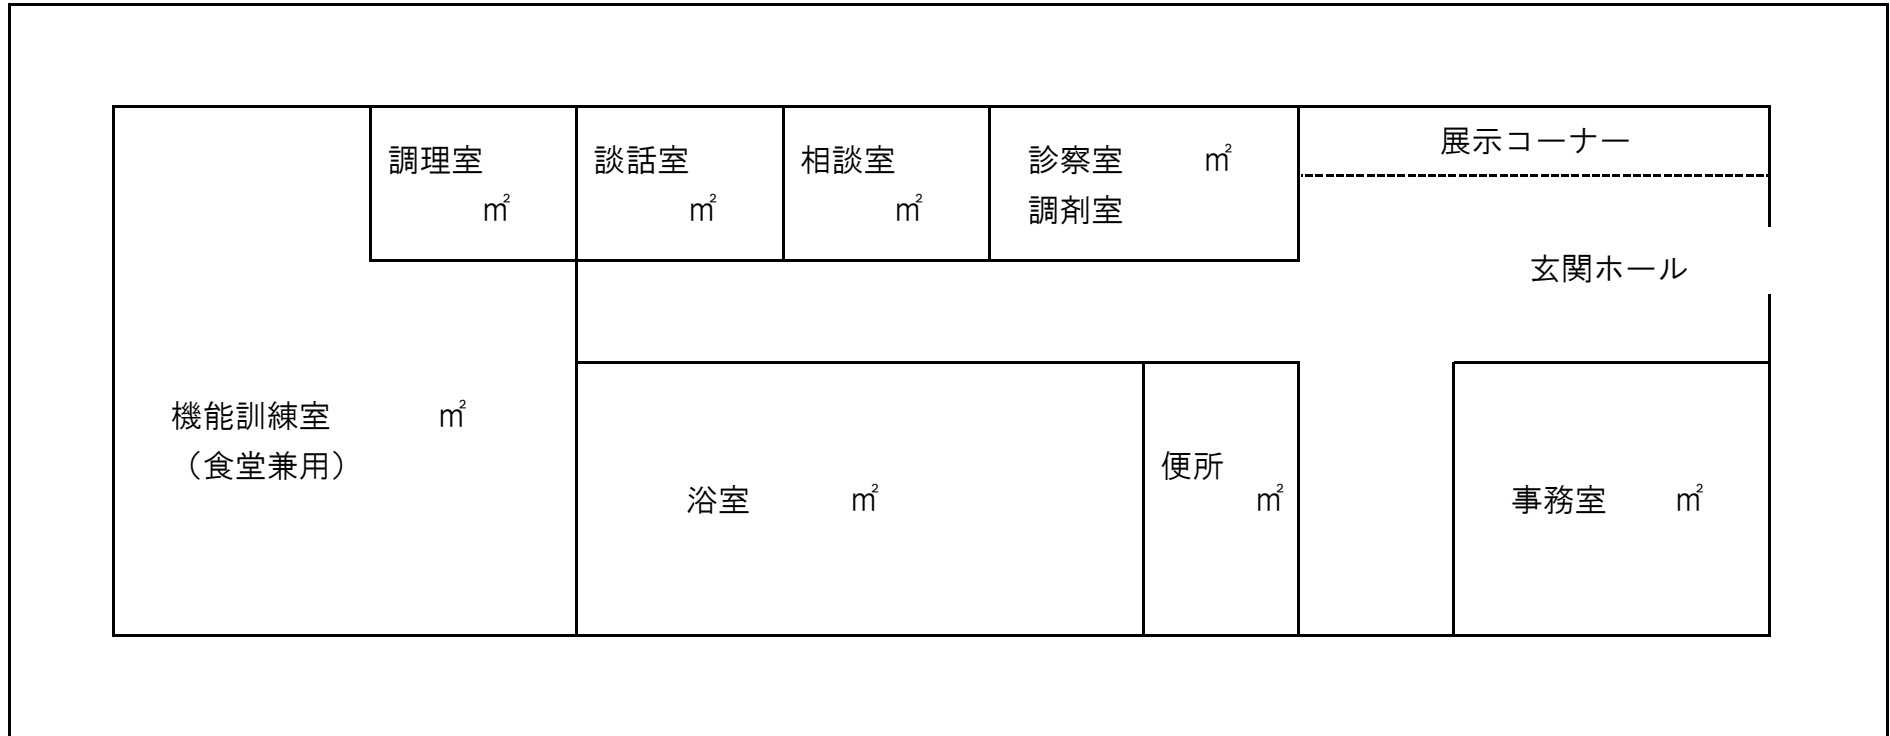 展示コーナー
調理室
㎡
談話室
㎡
相談室
㎡
診察室 ㎡
調剤室
玄関ホール
機能訓練室 ㎡
（食堂兼用）
浴室 ㎡
便所
㎡
事務室 ㎡